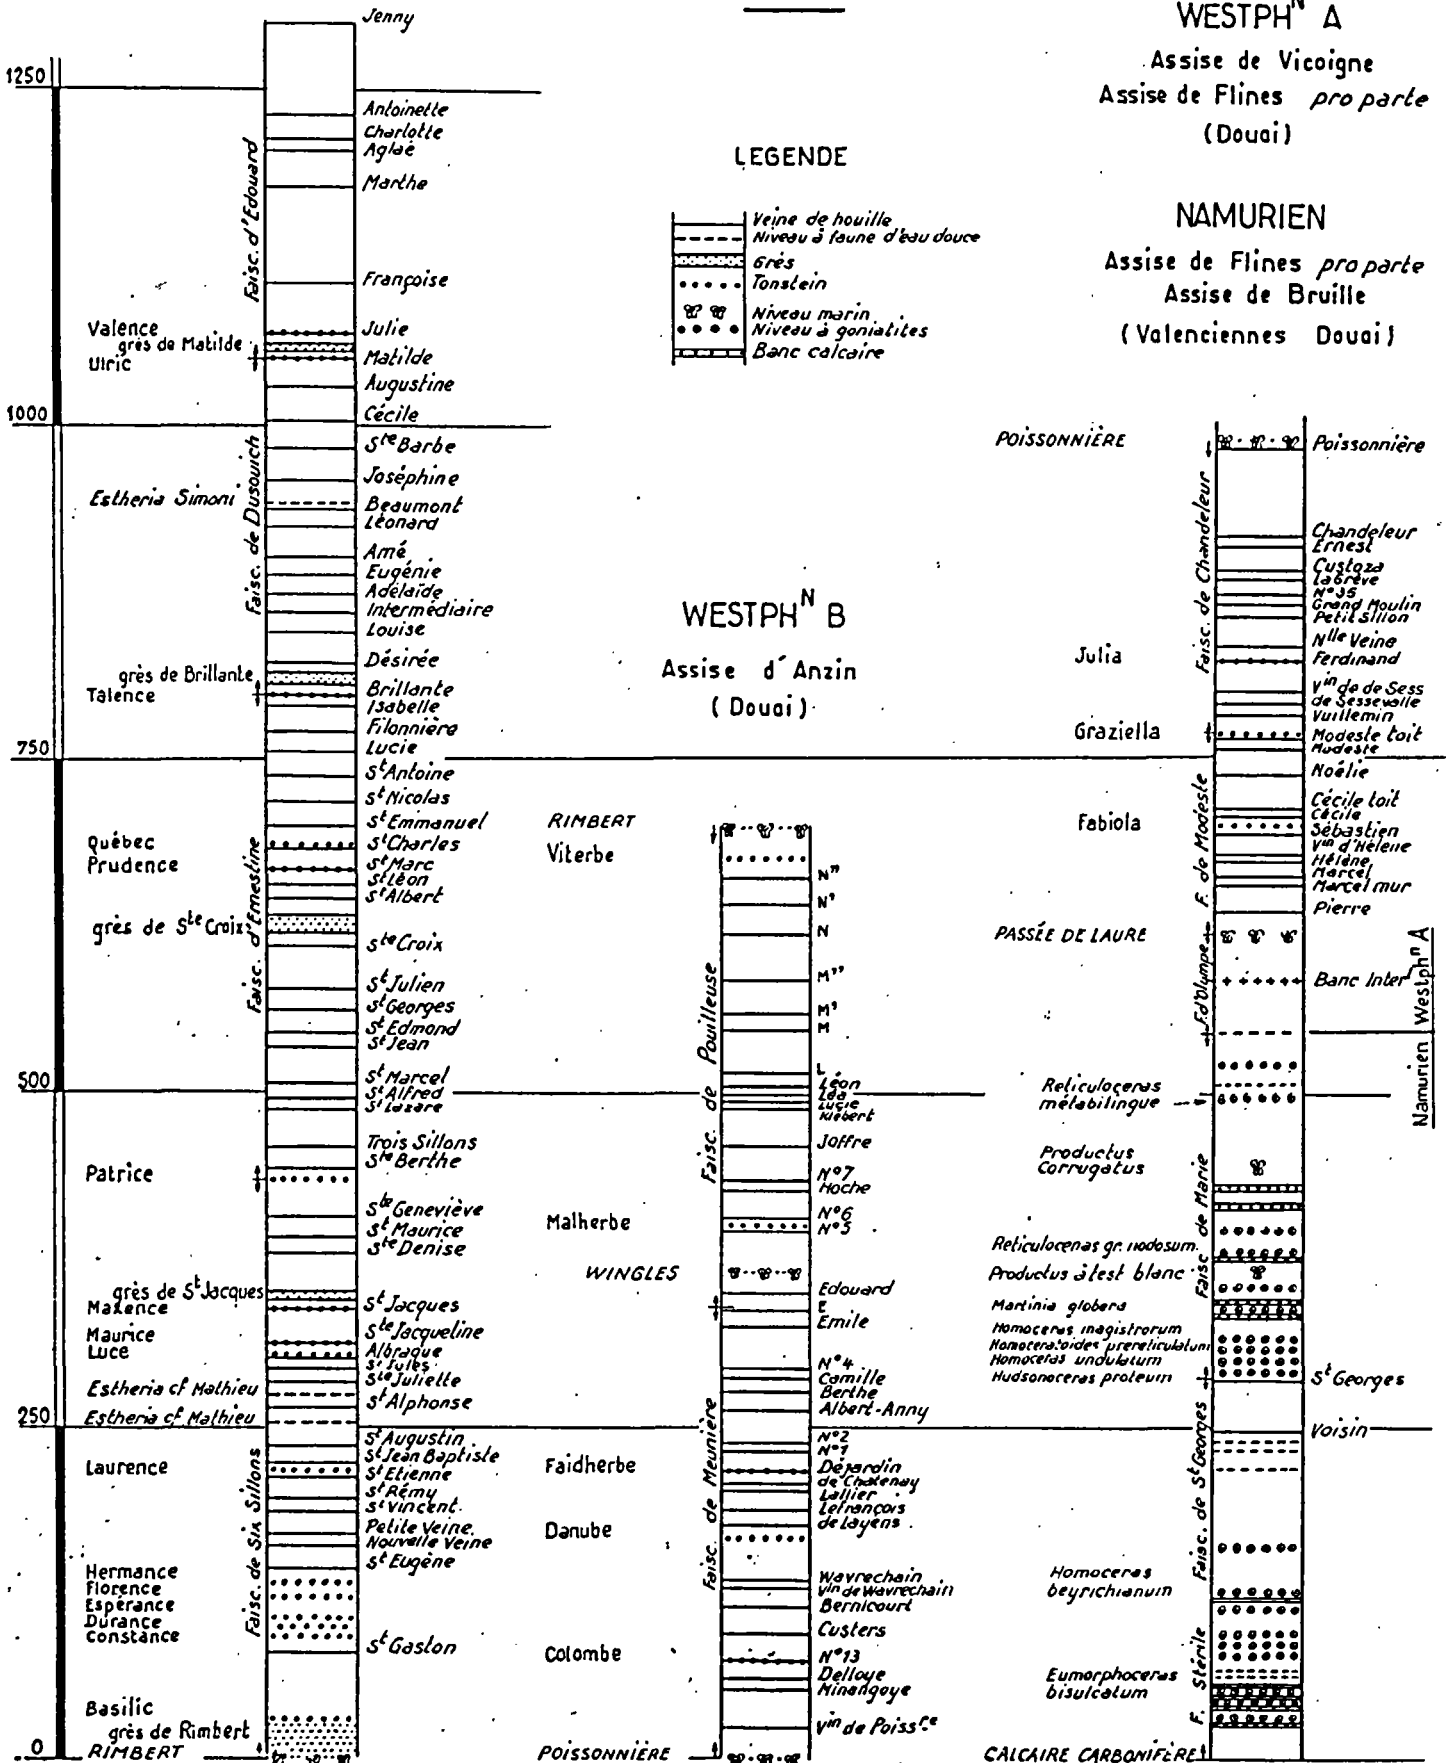 Jenny
1250
Antoinette
Charlotte
Aglaé
Marthe
Faisc. d'Edouard
Françoise
Valence
Julie
grès de Matilde
Ulric
Matilde
Augustine
Cécile
1000
Ste Barbe
Joséphine
Estheria Simoni
Beaumont
Léonard
Faisc. de Dusouich
Amé
Eugénie
Adélaïde
Intermédiaire
Louise
Désirée
grès de Brillante
Talence
Brillante
Isabelle
Filonnière
Lucie
750
St Antoine
St Nicolas
St Emmanuel
Québec
St Charles
Prudence
St Marc
St Léon
St Albert
Faisc. d'Ernestine
grès de Ste Croix
Ste Croix
St Julien
St Georges
St Edmond
St Jean
500
St Marcel
St Alfred
St Lazare
Trois Sillons
Ste Berthe
Patrice
Ste Geneviève
St Maurice
Ste Denise
grès de St Jacques
Maxence
St Jacques
Maurice
Ste Jacqueline
Luce
Albraque
St Jules
Ste Juliette
Estheria cf Mathieu
St Alphonse
Estheria cf Mathieu
250
St Augustin
St Jean Baptiste
Laurence
St Etienne
St Rémy
St Vincent
Petite Veine
Nouvelle Veine
St Eugène
Faisc. de Six Sillons
Hermance
Florence
Espérance
Durance
Constance
St Gaston
Basilic
grès de Rimbert
0
RIMBERT
LEGENDE
Veine de houille
Niveau à faune d'eau douce
Grès
Tonstein
Niveau marin
Niveau à goniatites
Banc calcaire
WESTPHN B
Assise d'Anzin
(Douai)
RIMBERT
Viterbe
N"
N'
N
M"
M'
M
Faisc. de Pouilleuse
L
Léon
Léa
Lucie
Klébert
Joffre
N°7
Hoche
N°6
Malherbe
N°5
WINGLES
Edouard
E
Emile
N°4
Camille
Berthe
Albert-Anny
N°2
N°1
Faidherbe
Déjardin
de Chatenay
Lallier
Lefrançois
de Layens
Danube
Faisc. de Meunière
Wavrechain
Vin de Wavrechain
Bernicourt
Custers
Colombe
N°13
Delloye
Minangoye
Vin de Poissre
POISSONNIÈRE
WESTPHN A
Assise de Vicoigne
Assise de Flines pro parte
(Douai)
NAMURIEN
Assise de Flines pro parte
Assise de Bruille
(Valenciennes Douai)
POISSONNIÈRE
Poissonnière
Faisc. de Chandeleur
Chandeleur
Ernest
Custoza
La Grève
N°35
Grand Moulin
Petit Sillon
Nlle Veine
Julia
Ferdinand
Vin de de Sess
de Sessevalle
Vuillemin
Graziella
Modeste toit
Modeste
Noélie
F. de Modeste
Cécile toit
Cécile
Fabiola
Sébastien
Vin d'Hélène
Hélène
Marcel
Marcel mur
Pierre
PASSÉE DE LAURE
F. d'Olympe
Banc Inter
Namurien Westphn A
Reticuloceras
métabilingue
Productus
Corrugatus
Faisc. de Marie
Reticulocenas gr. nodosum.
Productus à test blanc
Martinia globera
Homoceras magistrorum
Homoceratoides prereticulatum
Homoceras undulatum
Hudsonoceras proteum
St Georges
Voisin
Faisc. de St Georges
Homoceras
beyrichianum
Eumorphoceras
bisulcatum
F. Stérile
CALCAIRE CARBONIFÈRE